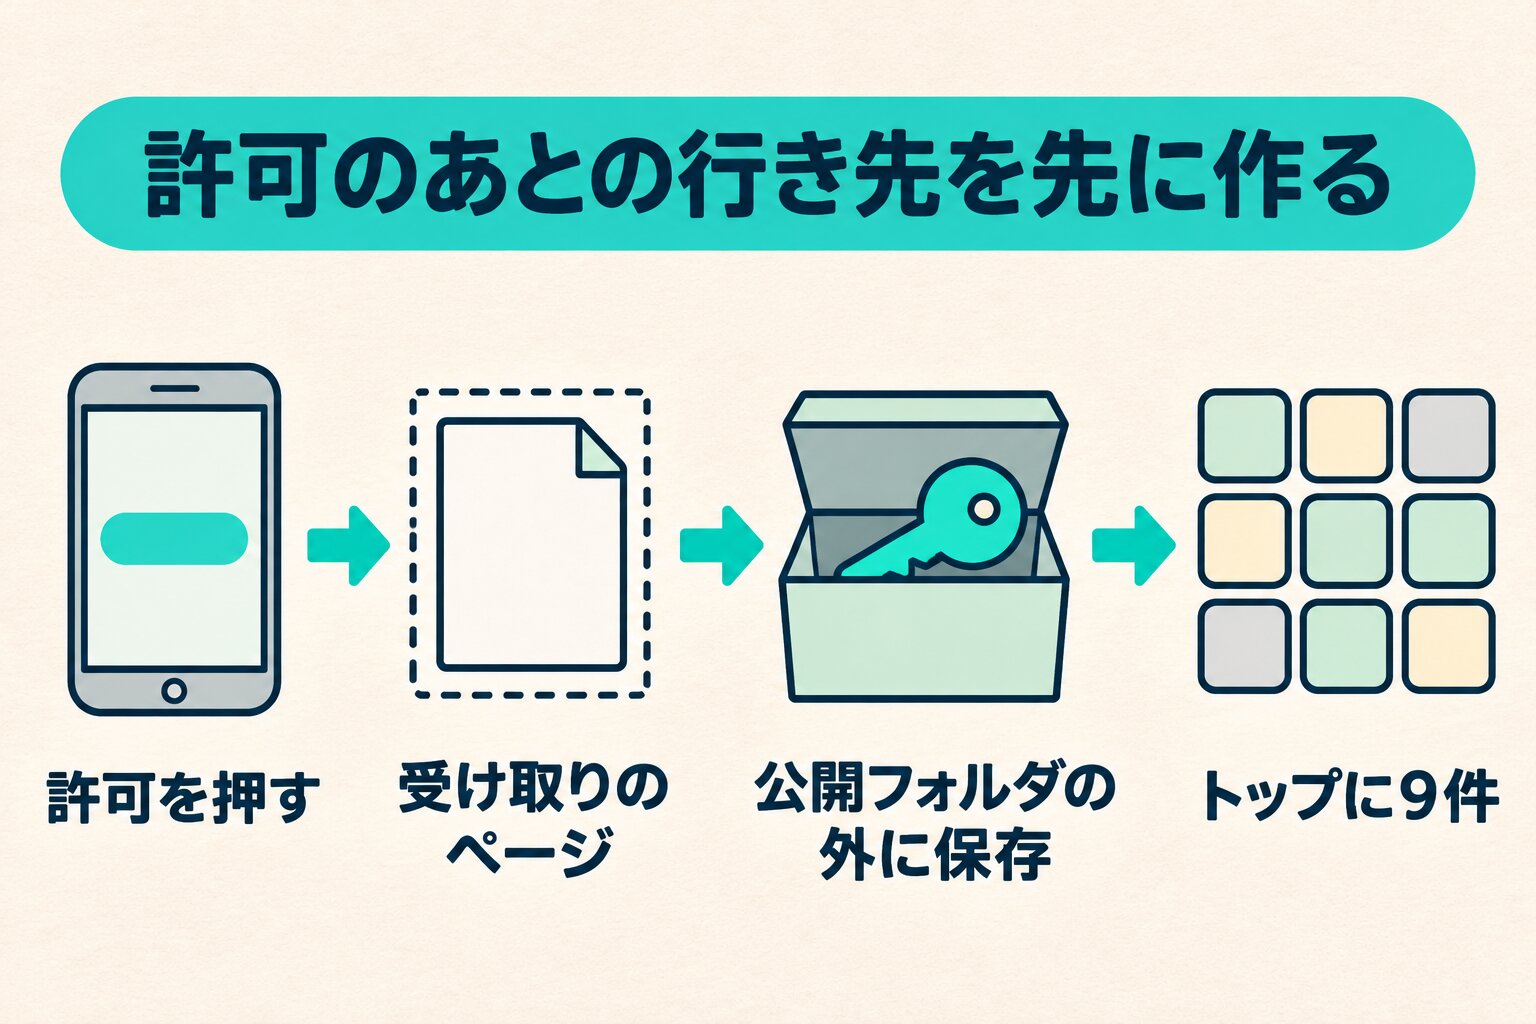 許可のあとの行き先を先に作る
許可を押す
受け取りの
ページ
公開フォルダの
外に保存
トップに9件